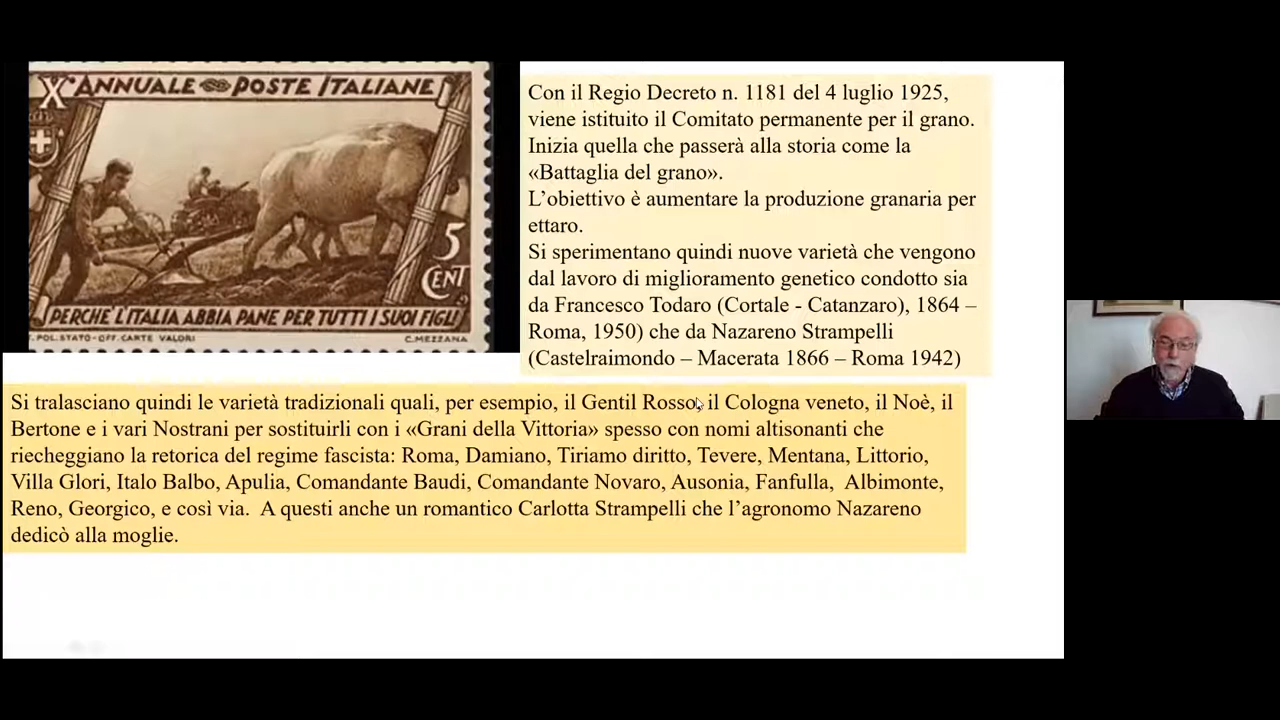 Xº ANNUALE POSTE ITALIANE
5
CENT
PERCHÈ L'ITALIA ABBIA PANE PER TUTTI I SUOI FIGLI
T. POL. STATO-OFF. CARTE VALORI
C. MEZZANA
Con il Regio Decreto n. 1181 del 4 luglio 1925,
viene istituito il Comitato permanente per il grano.
Inizia quella che passerà alla storia come la
«Battaglia del grano».
L’obiettivo è aumentare la produzione granaria per
ettaro.
Si sperimentano quindi nuove varietà che vengono
dal lavoro di miglioramento genetico condotto sia
da Francesco Todaro (Cortale - Catanzaro), 1864 –
Roma, 1950) che da Nazareno Strampelli
(Castelraimondo – Macerata 1866 – Roma 1942)
Si tralasciano quindi le varietà tradizionali quali, per esempio, il Gentil Rosso, il Cologna veneto, il Noè, il
Bertone e i vari Nostrani per sostituirli con i «Grani della Vittoria» spesso con nomi altisonanti che
riecheggiano la retorica del regime fascista: Roma, Damiano, Tiriamo diritto, Tevere, Mentana, Littorio,
Villa Glori, Italo Balbo, Apulia, Comandante Baudi, Comandante Novaro, Ausonia, Fanfulla, Albimonte,
Reno, Georgico, e così via. A questi anche un romantico Carlotta Strampelli che l’agronomo Nazareno
dedicò alla moglie.